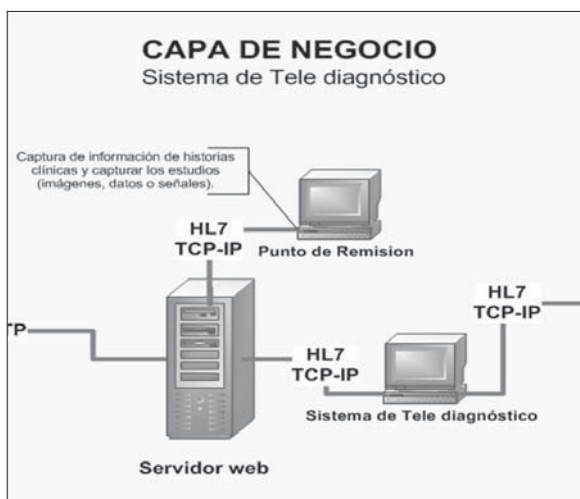 CAPA DE NEGOCIO
Sistema de Tele diagnóstico
Captura de información de historias
clínicas y capturar los estudios
(imágenes, datos o señales).
HL7
TCP-IP
Punto de Remision
HL7
TCP-IP
TP
HL7
TCP-IP
Sistema de Tele diagnóstico
Servidor web